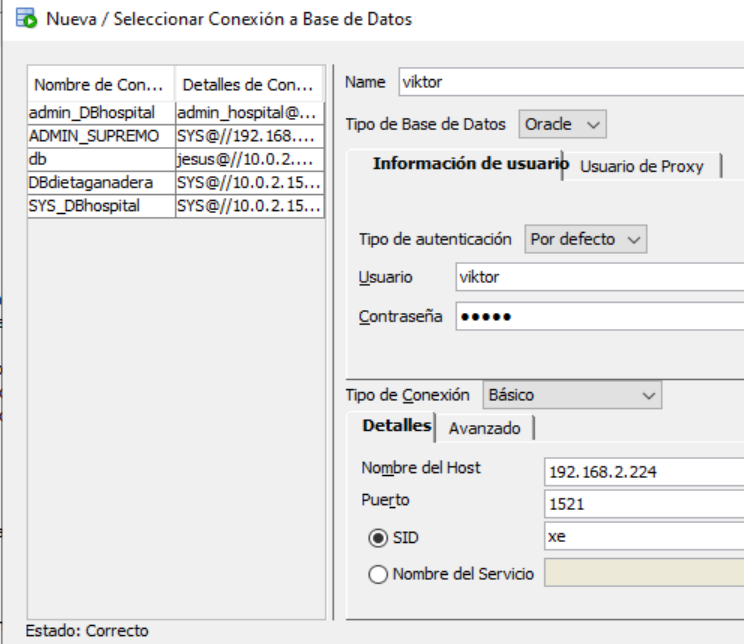 Nueva / Seleccionar Conexión a Base de Datos
Nombre de Con... Detalles de Con...
admin_DBhospital admin_hospital@...
ADMIN_SUPREMO SYS@//192.168....
db jesus@//10.0.2....
DBdietaganadera SYS@//10.0.2.15...
SYS_DBhospital SYS@//10.0.2.15...
Name viktor
Tipo de Base de Datos Oracle
Información de usuario Usuario de Proxy
Tipo de autenticación Por defecto
Usuario viktor
Contraseña •••••
Tipo de Conexión Básico
Detalles Avanzado
Nombre del Host 192.168.2.224
Puerto 1521
SID xe
Nombre del Servicio
Estado: Correcto